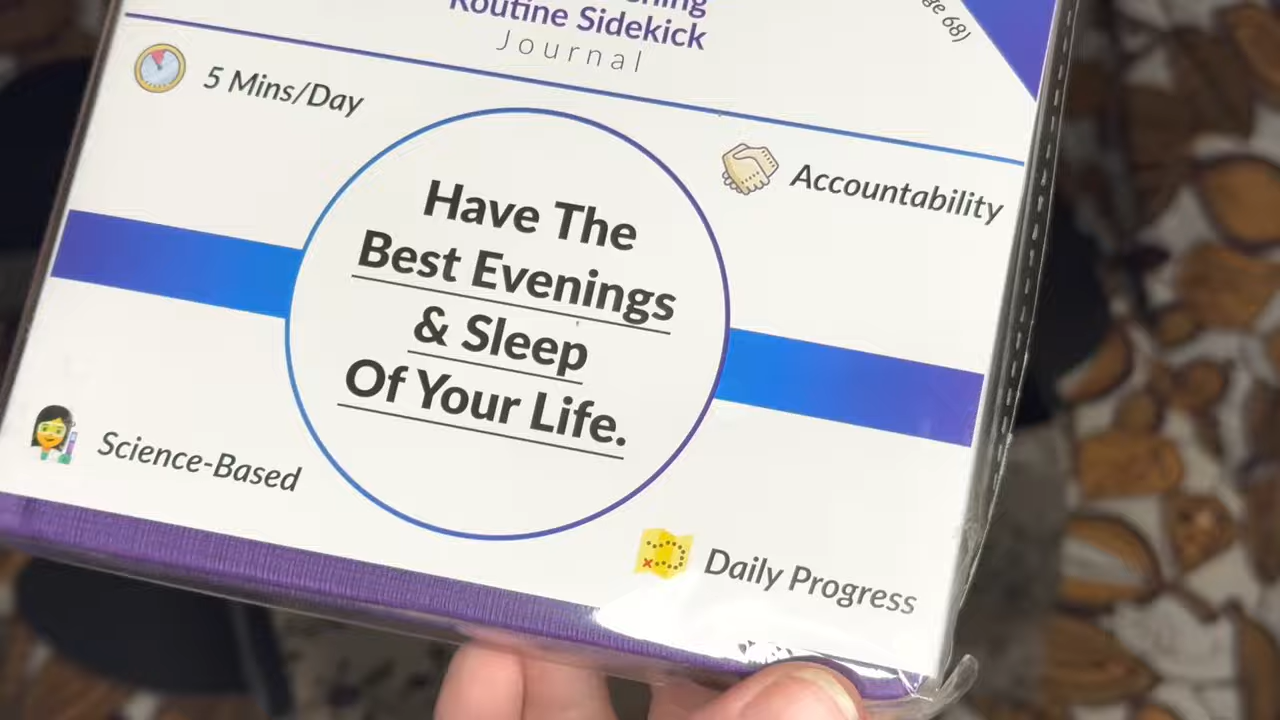 Routine Sidekick
Journal
68)
5 Mins/Day
Accountability
Have The
Best Evenings
& Sleep
Of Your Life.
Science-Based
Daily Progress